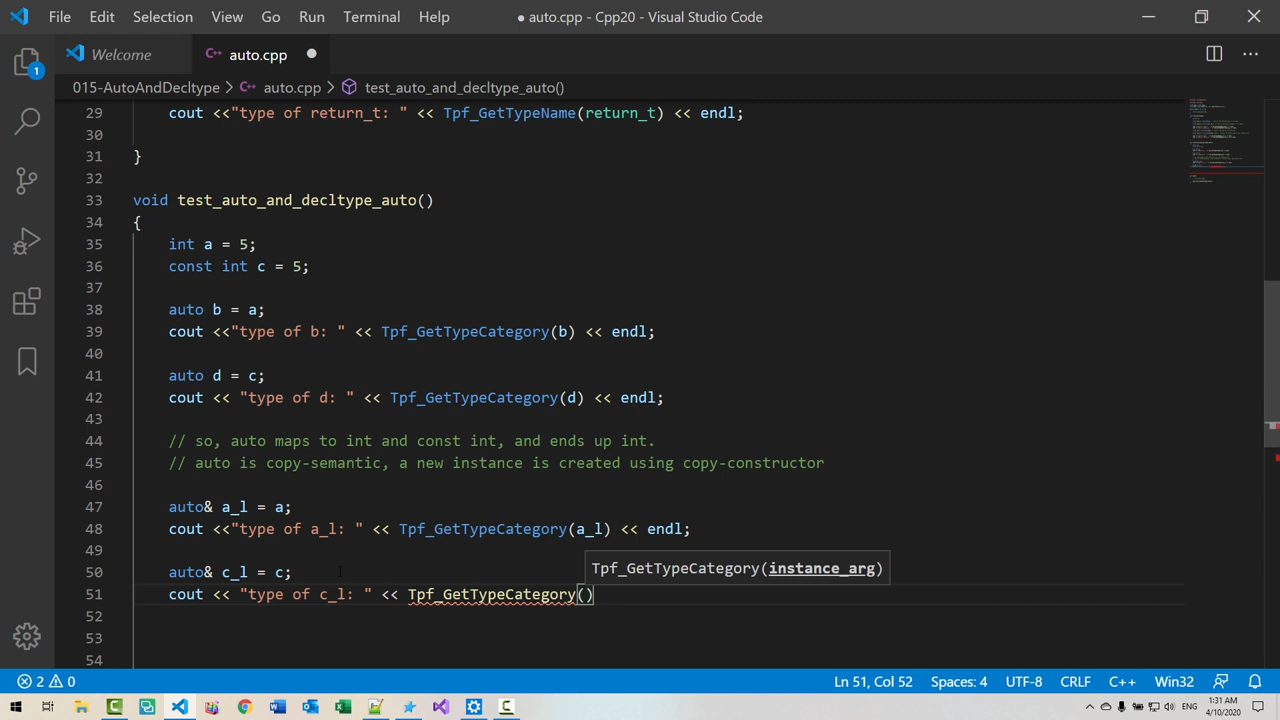 File Edit Selection View Go Run Terminal Help ● auto.cpp - Cpp20 - Visual Studio Code
Welcome C++ auto.cpp ●
1
015-AutoAndDecltype > C++ auto.cpp > test_auto_and_decltype_auto()
29 cout <<"type of return_t: " << Tpf_GetTypeName(return_t) << endl;
30
31 }
32
33 void test_auto_and_decltype_auto()
34 {
35 int a = 5;
36 const int c = 5;
37
38 auto b = a;
39 cout <<"type of b: " << Tpf_GetTypeCategory(b) << endl;
40
41 auto d = c;
42 cout << "type of d: " << Tpf_GetTypeCategory(d) << endl;
43
44 // so, auto maps to int and const int, and ends up int.
45 // auto is copy-semantic, a new instance is created using copy-constructor
46
47 auto& a_l = a;
48 cout <<"type of a_l: " << Tpf_GetTypeCategory(a_l) << endl;
49
50 auto& c_l = c;
Tpf_GetTypeCategory(instance_arg)
51 cout << "type of c_l: " << Tpf_GetTypeCategory()
52
53
54
2 0 Ln 51, Col 52 Spaces: 4 UTF-8 CRLF C++ Win32
1:31 AM
4/10/2020